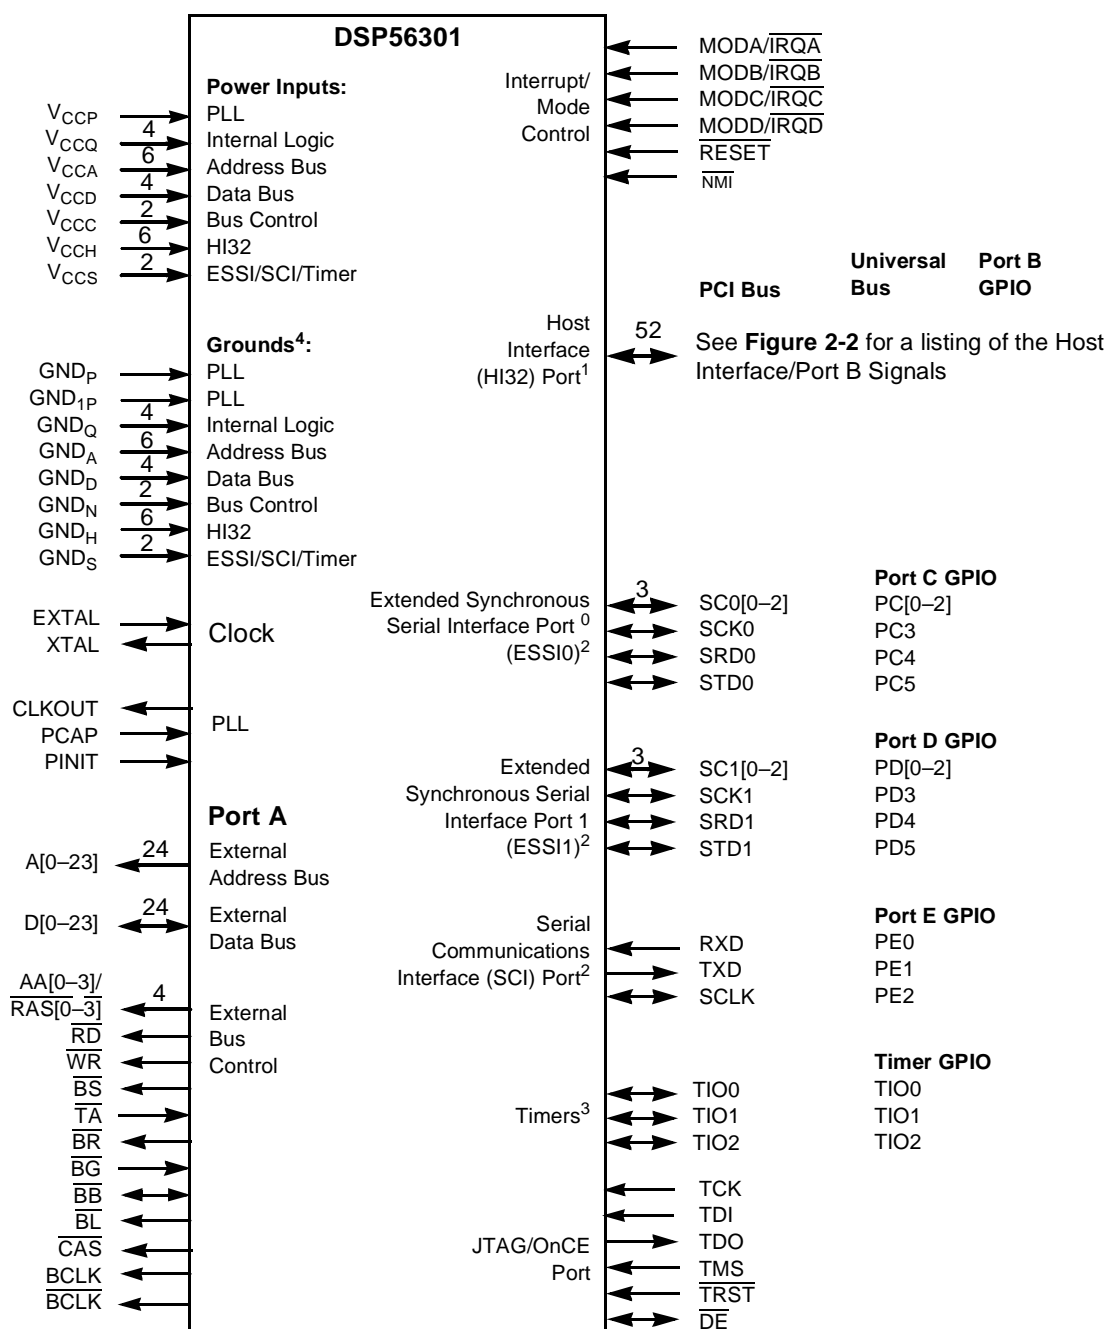 DSP56301
Power Inputs:
VCCP PLL
VCCQ 4 Internal Logic
VCCA 6 Address Bus
VCCD 4 Data Bus
VCCC 2 Bus Control
VCCH 6 HI32
VCCS 2 ESSI/SCI/Timer
Grounds4:
GNDP PLL
GND1P PLL
GNDQ 4 Internal Logic
GNDA 6 Address Bus
GNDD 4 Data Bus
GNDN 2 Bus Control
GNDH 6 HI32
GNDS 2 ESSI/SCI/Timer
EXTAL
XTAL
Clock
CLKOUT
PCAP
PINIT
PLL
Port A
A[0–23] 24 External
Address Bus
D[0–23] 24 External
Data Bus
AA[0–3]/
RAS[0–3] 4 External
RD Bus
WR Control
BS
TA
BR
BG
BB
BL
CAS
BCLK
BCLK
Interrupt/
Mode
Control
MODA/IRQA
MODB/IRQB
MODC/IRQC
MODD/IRQD
RESET
NMI
PCI Bus
Universal
Bus
Port B
GPIO
Host
Interface
(HI32) Port1
52
See Figure 2-2 for a listing of the Host
Interface/Port B Signals
Extended Synchronous
Serial Interface Port 0
(ESSI0)2
Port C GPIO
3 SC0[0–2] PC[0–2]
SCK0 PC3
SRD0 PC4
STD0 PC5
Extended
Synchronous Serial
Interface Port 1
(ESSI1)2
Port D GPIO
3 SC1[0–2] PD[0–2]
SCK1 PD3
SRD1 PD4
STD1 PD5
Serial
Communications
Interface (SCI) Port2
Port E GPIO
RXD PE0
TXD PE1
SCLK PE2
Timers3
Timer GPIO
TIO0 TIO0
TIO1 TIO1
TIO2 TIO2
JTAG/OnCE
Port
TCK
TDI
TDO
TMS
TRST
DE